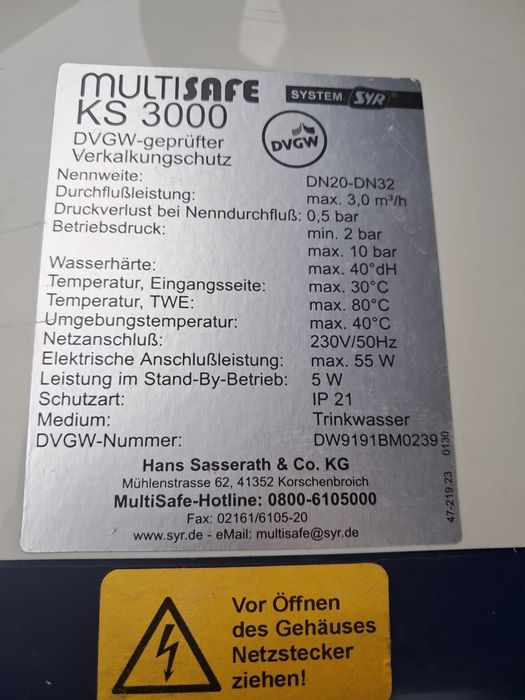 MULTISAFE SYSTEM SYR®
KS 3000
DVGW-geprüfter
Verkalkungschutz
DVGW
Nennweite: DN20-DN32
Durchflußleistung: max. 3,0 m³/h
Druckverlust bei Nenndurchfluß: 0,5 bar
Betriebsdruck: min. 2 bar
max. 10 bar
Wasserhärte: max. 40°dH
Temperatur, Eingangsseite: max. 30°C
Temperatur, TWE: max. 80°C
Umgebungstemperatur: max. 40°C
Netzanschluß: 230V/50Hz
Elektrische Anschlußleistung: max. 55 W
Leistung im Stand-By-Betrieb: 5 W
Schutzart: IP 21
Medium: Trinkwasser
DVGW-Nummer: DW9191BM0239
Hans Sasserath & Co. KG
Mühlenstrasse 62, 41352 Korschenbroich
MultiSafe-Hotline: 0800-6105000
Fax: 02161/6105-20
www.syr.de - eMail: multisafe@syr.de
47-219.23 0130
Vor Öffnen
des Gehäuses
Netzstecker
ziehen!